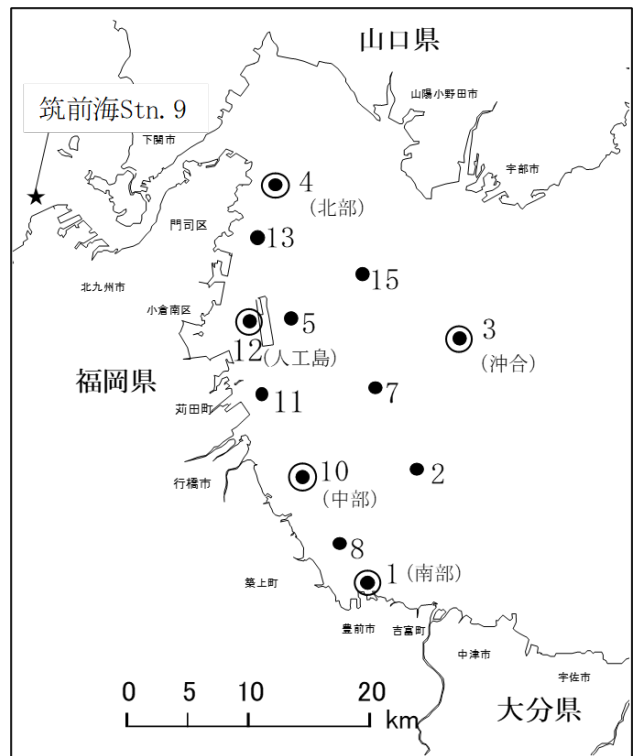 山口県
筑前海Stn.9
山陽小野田市
下関市
宇部市
4
(北部)
門司区
13
15
北九州市
小倉南区
5
3
12(人工島)
(沖合)
福岡県
7
11
苅田町
10
2
行橋市
(中部)
8
1(南部)
築上町
豊前市
吉富町
中津市
宇佐市
0 5 10 20
km
大分県